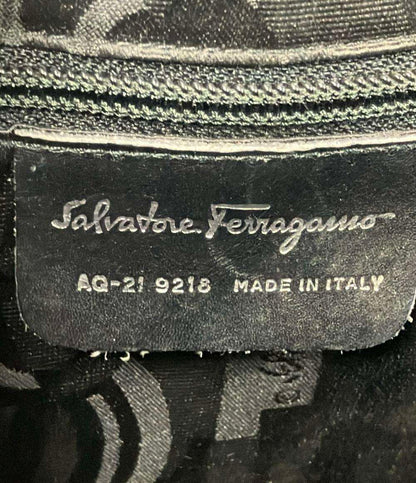 Salvatore Ferragamo
AQ-21 9218 MADE IN ITALY